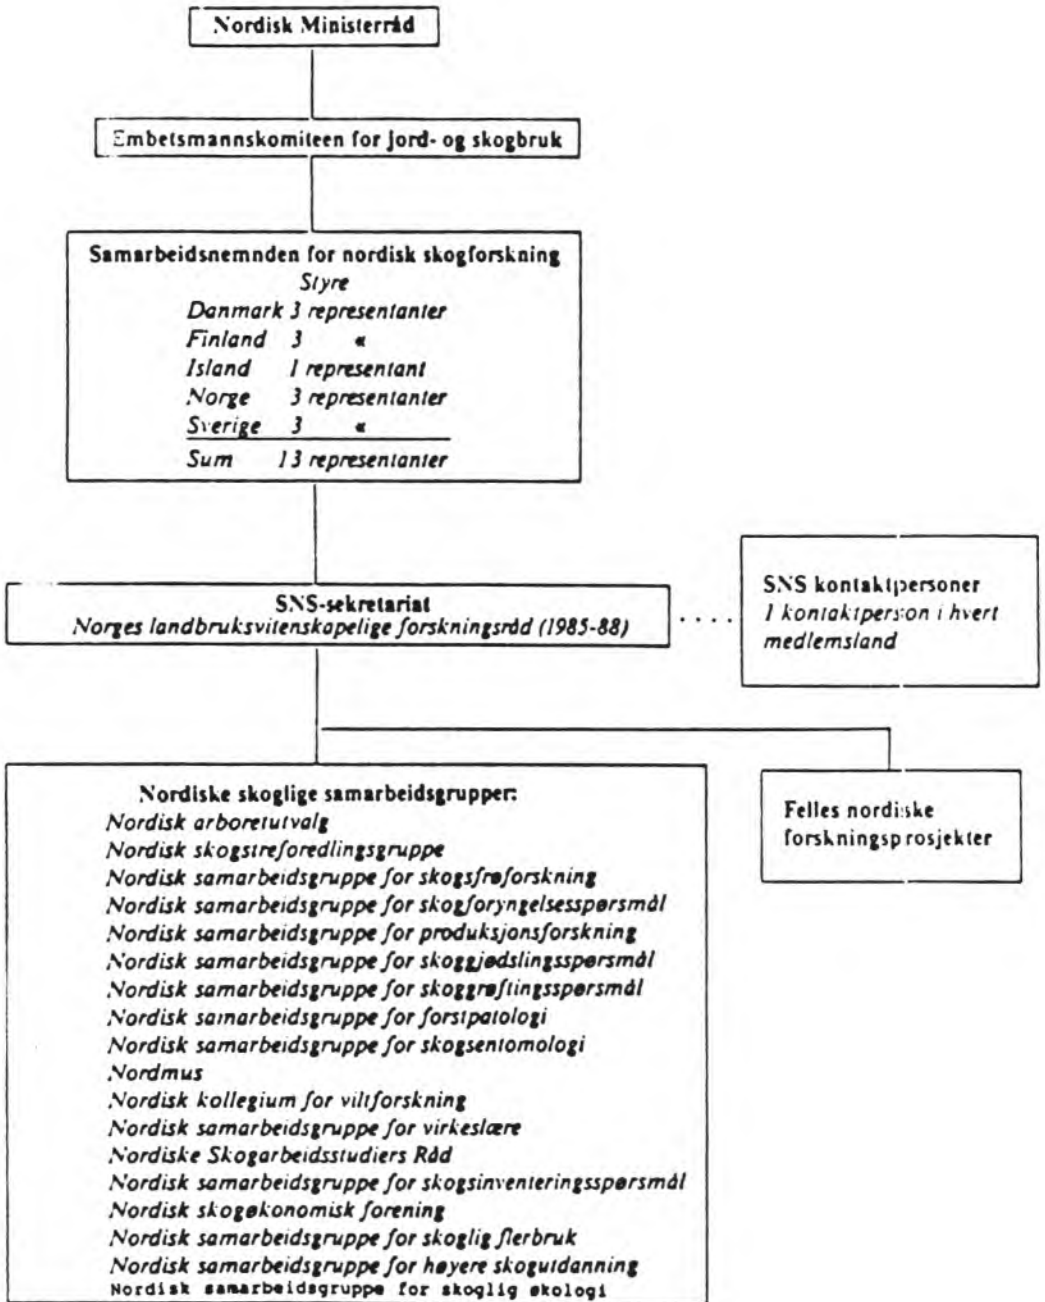 Nordisk Ministerråd
Embetsmannskomiteen for jord- og skogbruk
Samarbeidsnemnden for nordisk skogforskning
Styre
Danmark 3 representanter
Finland 3 «
Island 1 representant
Norge 3 representanter
Sverige 3 «
Sum 13 representanter
SNS-sekretariat
Norges landbruksvitenskapelige forskningsråd (1985-88)
....
SNS kontaktpersoner
1 kontaktperson i hvert
medlemsland
Nordiske skoglige samarbeidsgrupper:
Nordisk arboretutvalg
Nordisk skogstreforedlingsgruppe
Nordisk samarbeidsgruppe for skogsfrøforskning
Nordisk samarbeidsgruppe for skogforyngelsesspørsmål
Nordisk samarbeidsgruppe for produksjonsforskning
Nordisk samarbeidsgruppe for skoggjødslingsspørsmål
Nordisk samarbeidsgruppe for skoggrøftingsspørsmål
Nordisk samarbeidsgruppe for forstpatologi
Nordisk samarbeidsgruppe for skogsentomologi
Nordmus
Nordisk kollegium for viltforskning
Nordisk samarbeidsgruppe for virkeslære
Nordiske Skogarbeidsstudiers Råd
Nordisk samarbeidsgruppe for skogsinventeringsspørsmål
Nordisk skogøkonomisk forening
Nordisk samarbeidsgruppe for skoglig flerbruk
Nordisk samarbeidsgruppe for høyere skogutdanning
Nordisk samarbeidsgruppe for skoglig økologi
Felles nordiske
forskningsprosjekter